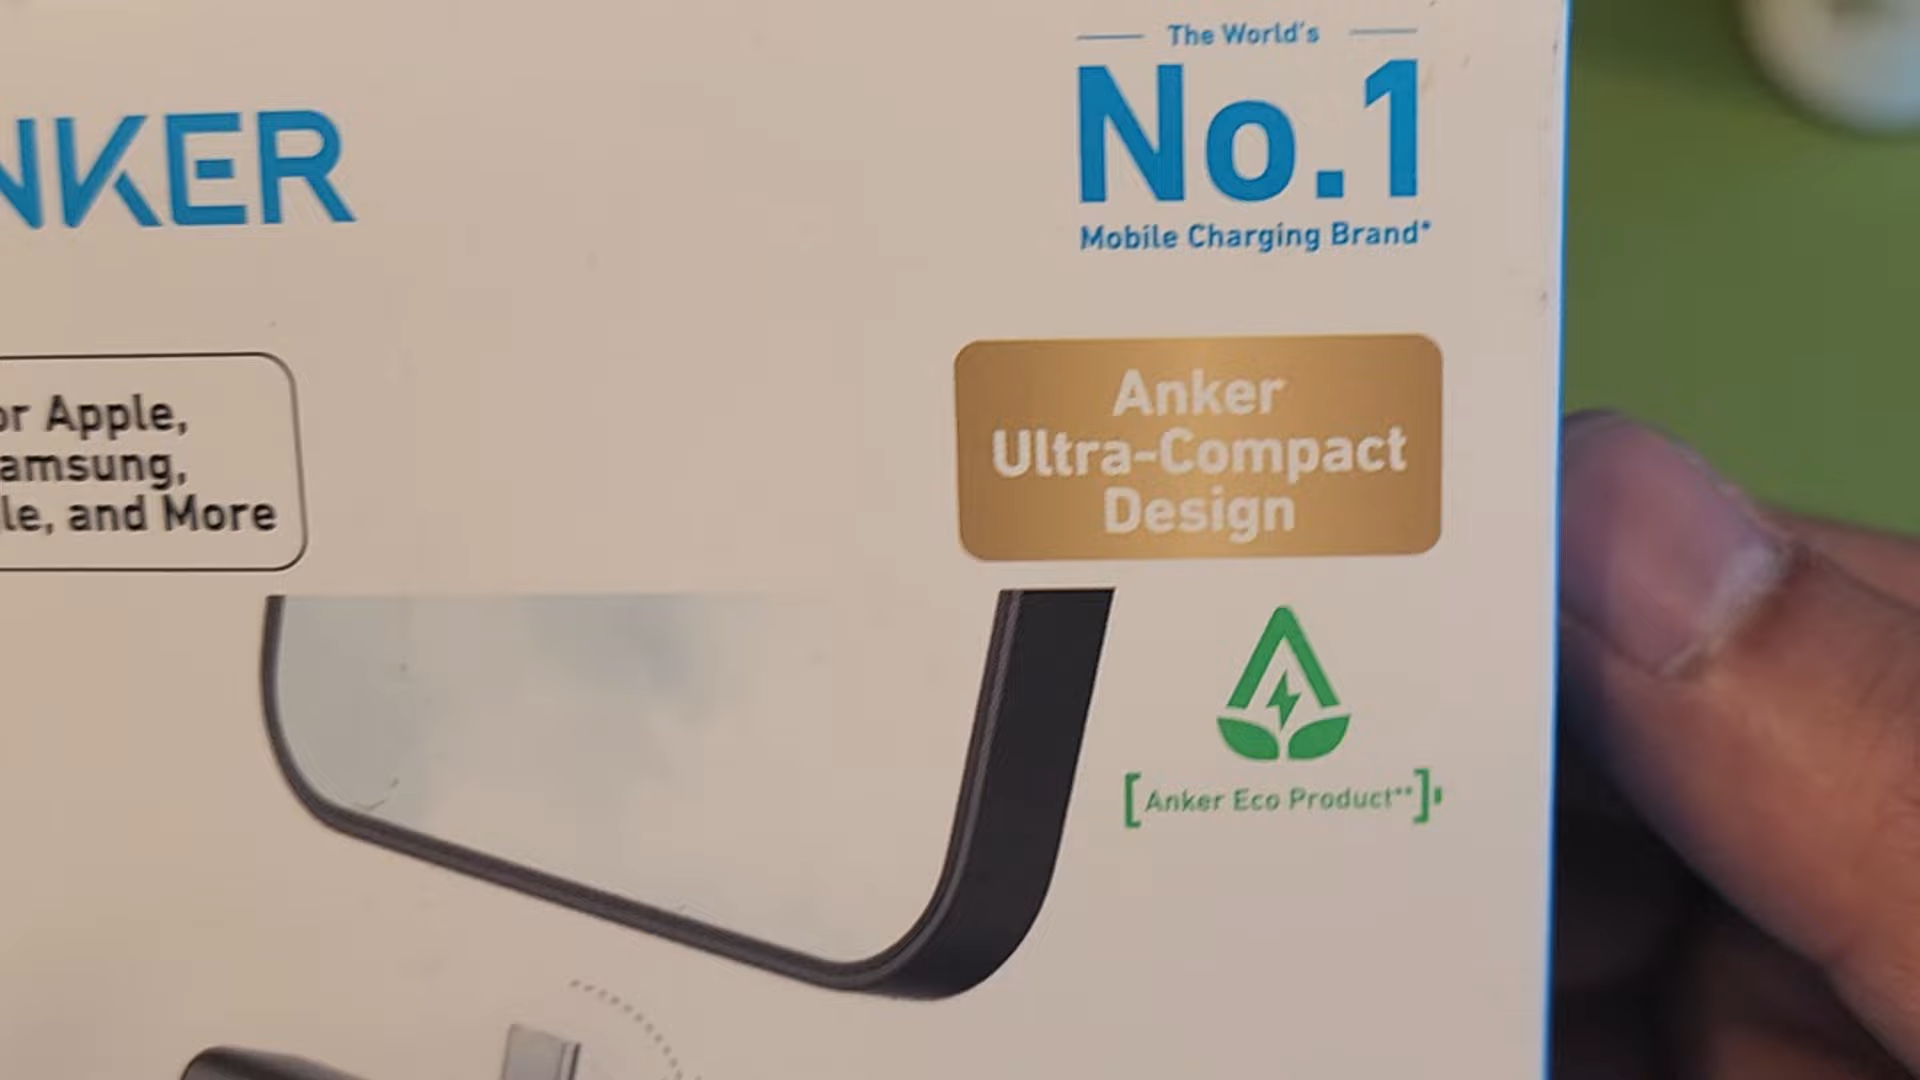 The World's
No.1
Mobile Charging Brand*
NKER
Anker
Ultra-Compact
Design
or Apple,
amsung,
le, and More
[Anker Eco Product**]